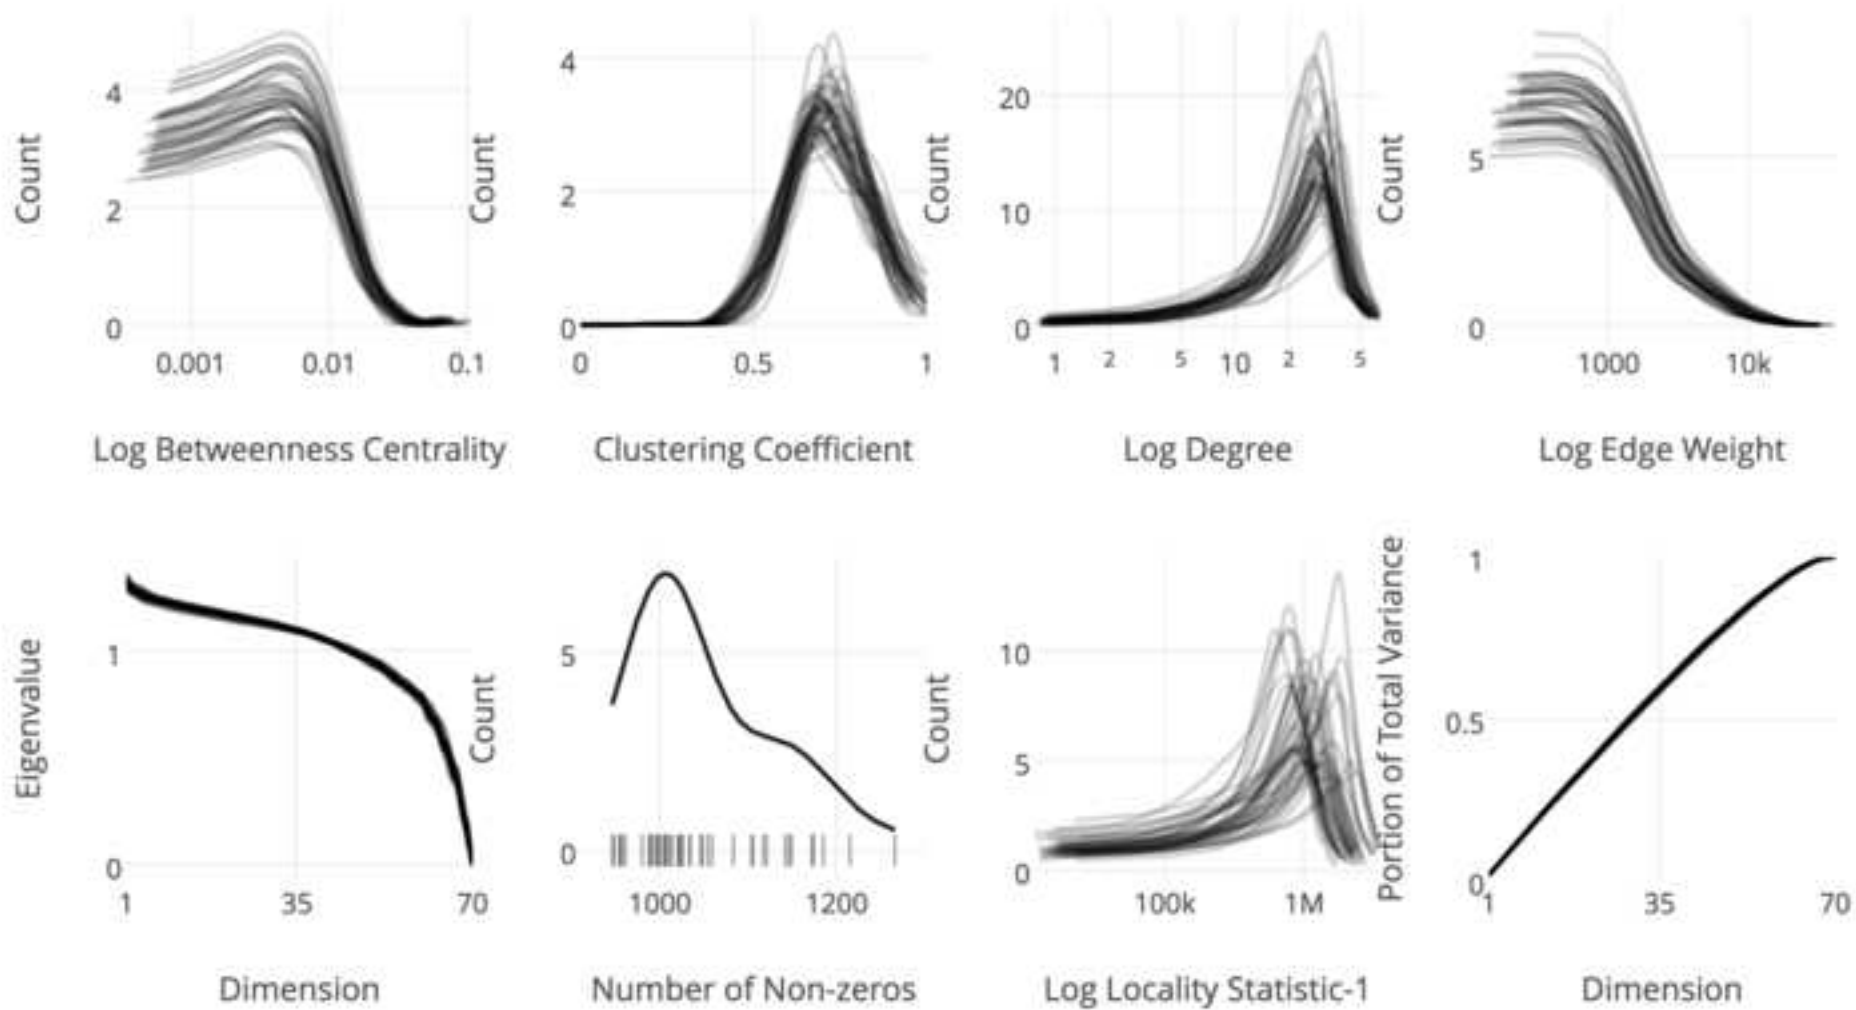 Count
4
2
0
0.001 0.01 0.1
Log Betweenness Centrality
Count
4
2
0
0 0.5 1
Clustering Coefficient
Count
20
10
0
1 2 5 10 2 5
Log Degree
Count
5
0
1000 10k
Log Edge Weight
Eigenvalue
1
0
1 35 70
Dimension
Count
5
0
1000 1200
Number of Non-zeros
Count
10
5
0
100k 1M
Log Locality Statistic-1
Portion of Total Variance
1
0.5
0
1 35 70
Dimension